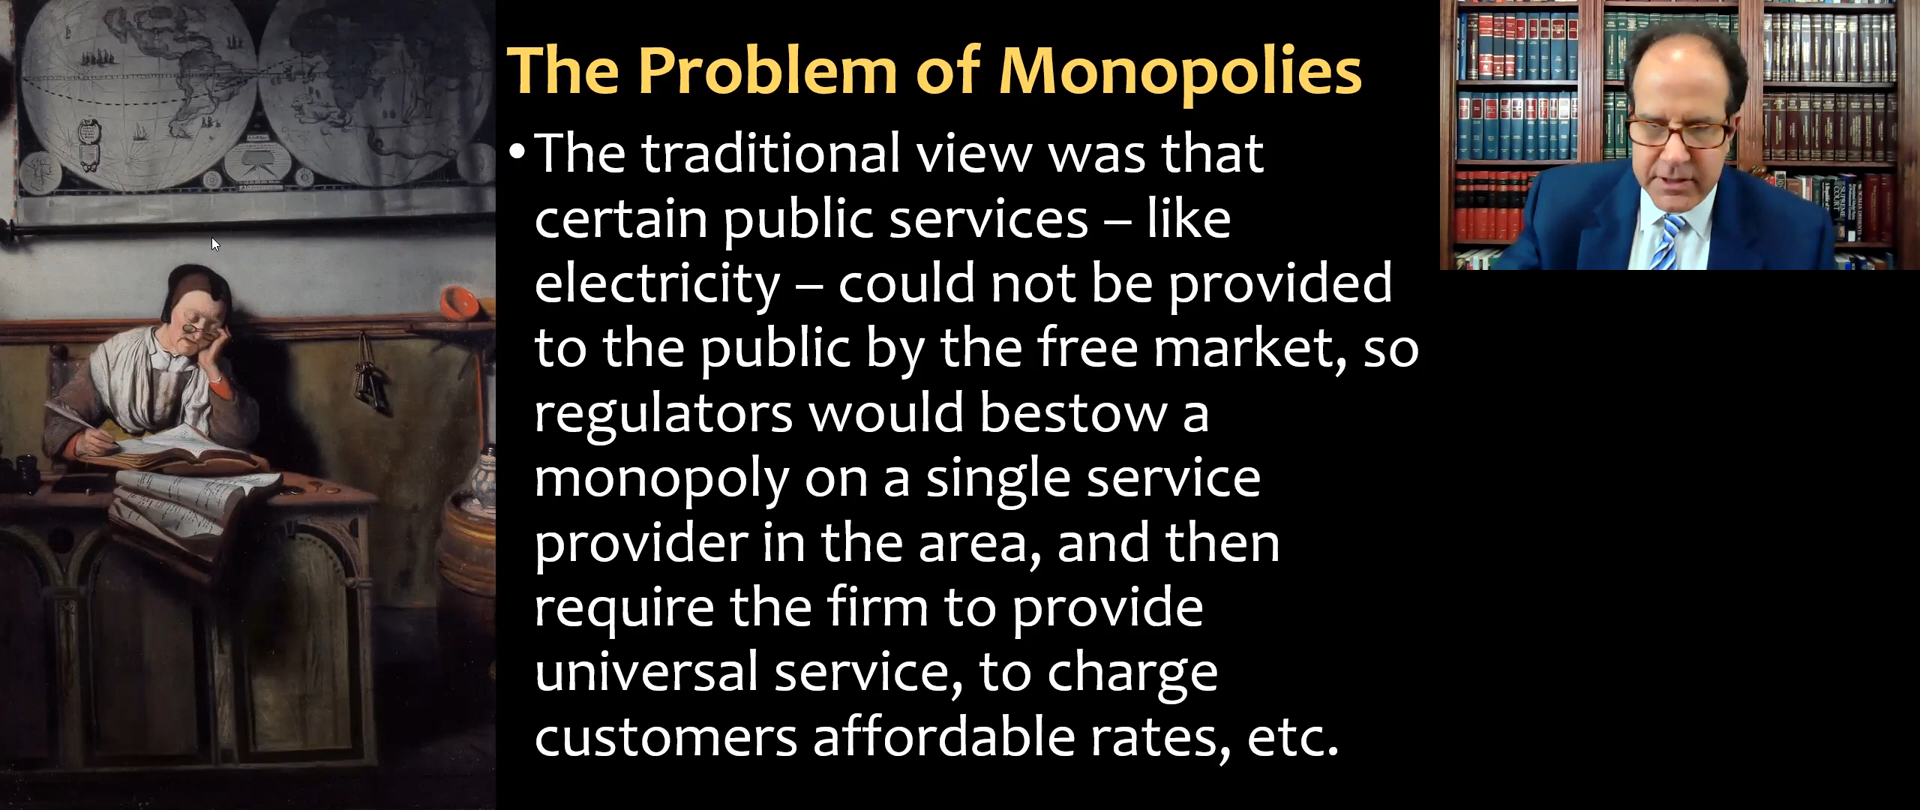 The Problem of Monopolies
• The traditional view was that
certain public services – like
electricity – could not be provided
to the public by the free market, so
regulators would bestow a
monopoly on a single service
provider in the area, and then
require the firm to provide
universal service, to charge
customers affordable rates, etc.
SUPREME
COURT